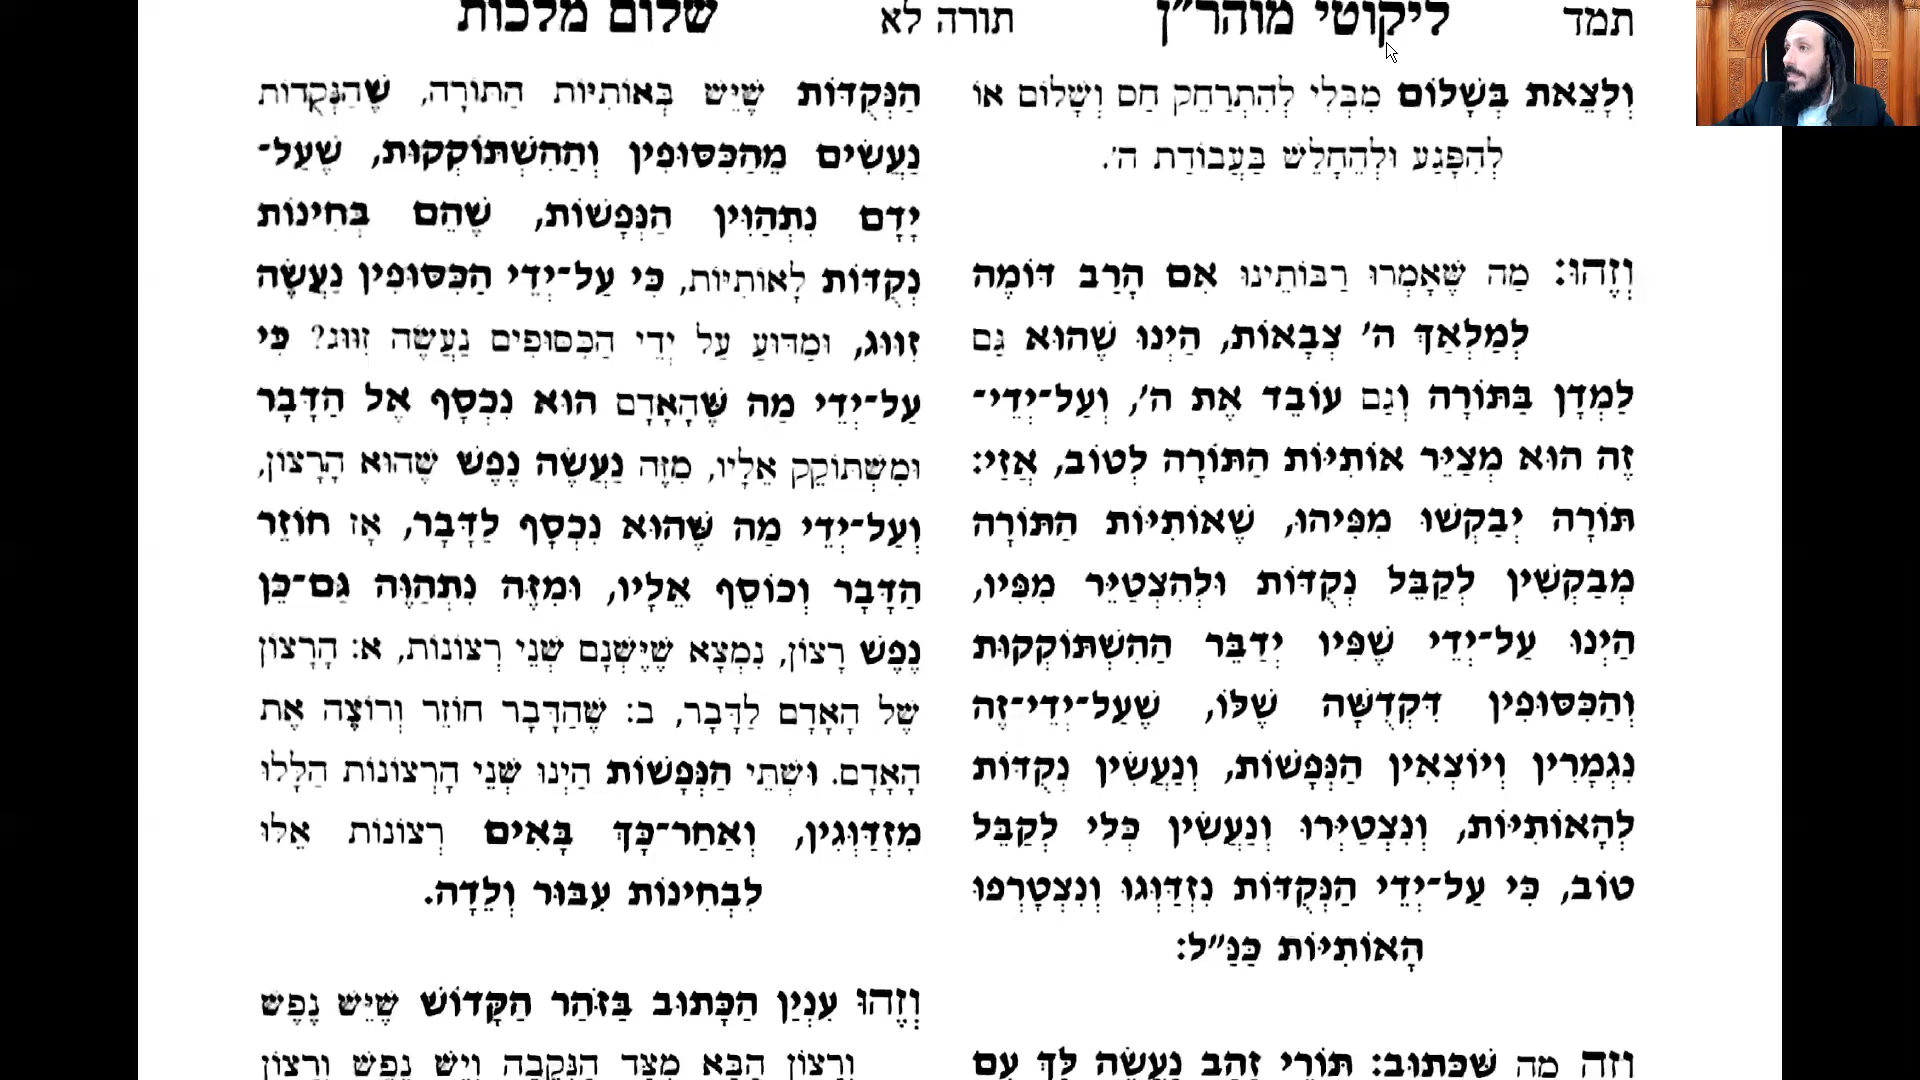 תמד
ליקוטי מוהר״ן
תורה לא
שלום מלכות
וְלָצֵאת בְּשָׁלוֹם מִבְּלִי לְהִתְרַחֵק חַס וְשָׁלוֹם אוֹ
לְהִפָּגַע וּלְהֵחָלֵשׁ בַּעֲבוֹדַת ה׳.
וְזֶהוּ: מַה שֶּׁאָמְרוּ רַבּוֹתֵינוּ אִם הָרַב דּוֹמֶה
לְמַלְאַךְ ה׳ צְבָאוֹת, הַיְנוּ שֶׁהוּא גַּם
לַמְדָן בַּתּוֹרָה וְגַם עוֹבֵד אֶת ה׳, וְעַל־יְדֵי־
זֶה הוּא מְצַיֵּר אוֹתִיּוֹת הַתּוֹרָה לְטוֹב, אֲזַי:
תּוֹרָה יְבַקְשׁוּ מִפִּיהוּ, שֶׁאוֹתִיּוֹת הַתּוֹרָה
מְבַקְשִׁין לְקַבֵּל נְקֻדּוֹת וּלְהִצְטַיֵּר מִפִּיו,
הַיְנוּ עַל־יְדֵי שֶׁפִּיו יְדַבֵּר הַהִשְׁתּוֹקְקוּת
וְהַכִּסּוּפִין דִּקְדֻשָּׁה שֶׁלּוֹ, שֶׁעַל־יְדֵי־זֶה
נִגְמָרִין וְיוֹצְאִין הַנְּפָשׁוֹת, וְנַעֲשִׂין נְקֻדּוֹת
לְהָאוֹתִיּוֹת, וְנִצְטַיְּרוּ וְנַעֲשִׂין כְּלִי לְקַבֵּל
טוֹב, כִּי עַל־יְדֵי הַנְּקֻדּוֹת נִזְדַּוְּגוּ וְנִצְטָרְפוּ
הָאוֹתִיּוֹת כַּנַּ״ל:
וְזֶה מַה שֶּׁכָּתוּב: תּוֹרֵי זָהָב נַעֲשֶׂה לָּךְ עִם
הַנְּקֻדּוֹת שֶׁיֵּשׁ בְּאוֹתִיּוֹת הַתּוֹרָה, שֶׁהַנְּקֻדּוֹת
נַעֲשִׂים מֵהַכִּסּוּפִין וְהַהִשְׁתּוֹקְקוּת, שֶׁעַל־
יָדָם נִתְהַוִּין הַנְּפָשׁוֹת, שֶׁהֵם בְּחִינוֹת
נְקֻדּוֹת לָאוֹתִיּוֹת, כִּי עַל־יְדֵי הַכִּסּוּפִין נַעֲשֶׂה
זִוּוּג, וּמַדּוּעַ עַל יְדֵי הַכִּסּוּפִים נַעֲשֶׂה זִוּוּג? כִּי
עַל־יְדֵי מַה שֶּׁהָאָדָם הוּא נִכְסָף אֶל הַדָּבָר
וּמִשְׁתּוֹקֵק אֵלָיו, מִזֶּה נַעֲשֶׂה נֶפֶשׁ שֶׁהוּא הָרָצוֹן,
וְעַל־יְדֵי מַה שֶּׁהוּא נִכְסָף לַדָּבָר, אָז חוֹזֵר
הַדָּבָר וְכוֹסֵף אֵלָיו, וּמִזֶּה נִתְהַוֶּה גַּם־כֵּן
נֶפֶשׁ רָצוֹן, נִמְצָא שֶׁיֶּשְׁנָם שְׁנֵי רְצוֹנוֹת, א: הָרָצוֹן
שֶׁל הָאָדָם לַדָּבָר, ב: שֶׁהַדָּבָר חוֹזֵר וְרוֹצֶה אֶת
הָאָדָם. וּשְׁתֵּי הַנְּפָשׁוֹת הַיְנוּ שְׁנֵי הָרְצוֹנוֹת הַלָּלוּ
מִזְדַּוְּגִין, וְאַחַר־כָּךְ בָּאִים רְצוֹנוֹת אֵלּוּ
לִבְחִינוֹת עִבּוּר וְלֵדָה.
וְזֶהוּ עִנְיַן הַכָּתוּב בַּזֹּהַר הַקָּדוֹשׁ שֶׁיֵּשׁ נֶפֶשׁ
וְרָצוֹן הַבָּא מִצַּד הַנְּקֵבָה וְיֵשׁ נֶפֶשׁ וְרָצוֹן